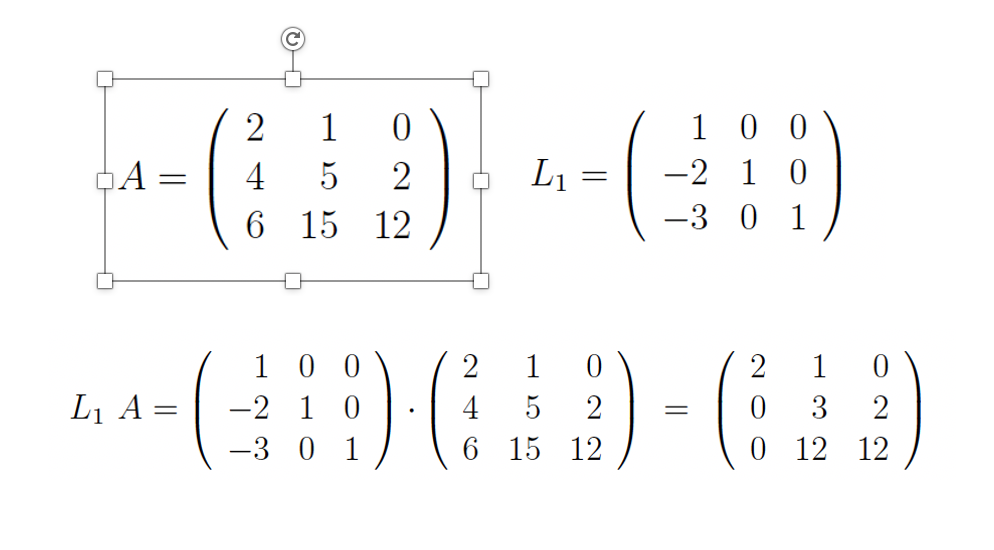 A = ( 2 1 0 ; 4 5 2 ; 6 15 12 )   L₁ = ( 1 0 0 ; −2 1 0 ; −3 0 1 )
L₁ A = ( 1 0 0 ; −2 1 0 ; −3 0 1 ) · ( 2 1 0 ; 4 5 2 ; 6 15 12 ) = ( 2 1 0 ; 0 3 2 ; 0 12 12 )